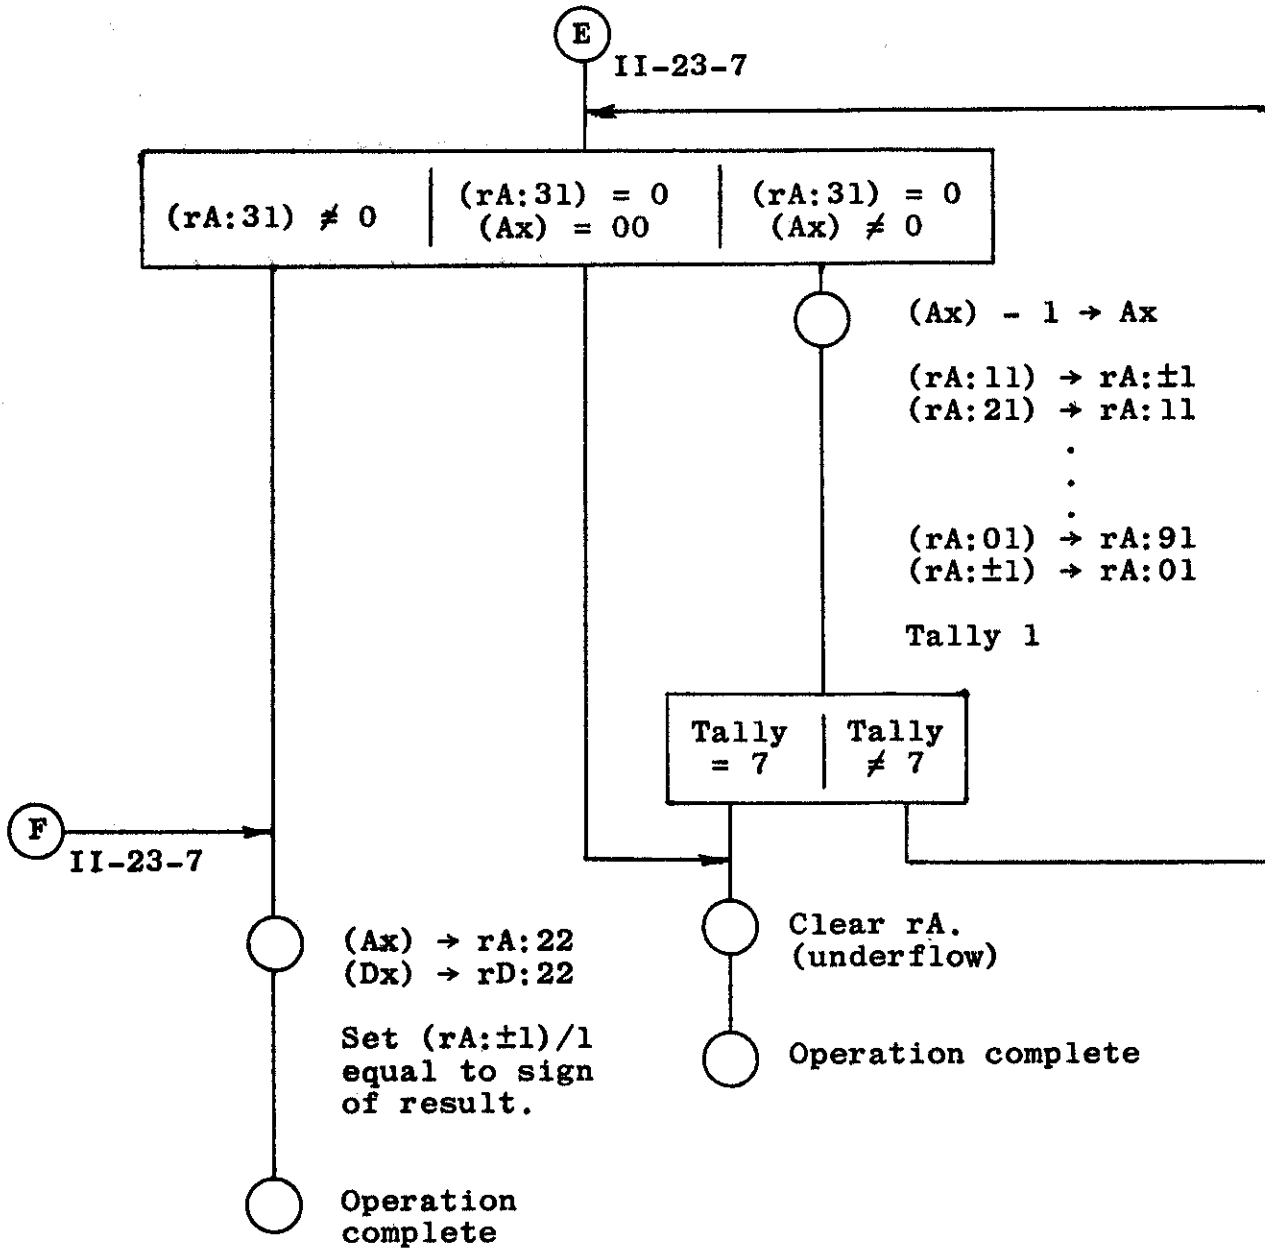 E
II-23-7
(rA:31) ≠ 0
(rA:31) = 0
(Ax) = 00
(rA:31) = 0
(Ax) ≠ 0
(Ax) - 1 → Ax
(rA:11) → rA:±1
(rA:21) → rA:11
.
.
.
(rA:01) → rA:91
(rA:±1) → rA:01
Tally 1
Tally
= 7
Tally
≠ 7
F
II-23-7
(Ax) → rA:22
(Dx) → rD:22
Set (rA:±1)/1
equal to sign
of result.
Operation
complete
Clear rA.
(underflow)
Operation complete